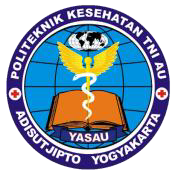 POLITEKNIK KESEHATAN TNI AU
YASAU
ADISUTJIPTO YOGYAKARTA